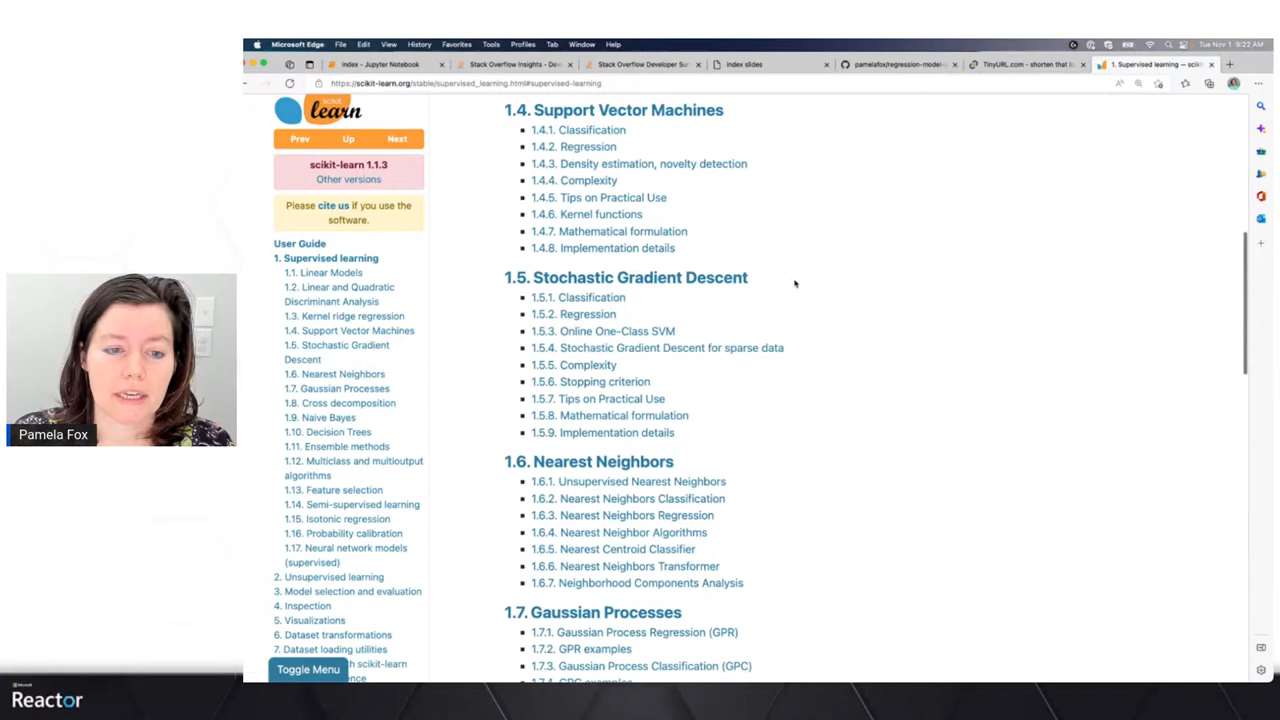 Microsoft Edge File Edit View History Favorites Tools Profiles Tab Window Help
Tue Nov 1 9:22 AM
index - Jupyter Notebook
Stack Overflow Insights - Dev
Stack Overflow Developer Su
index slides
pamelafox/regression-model-
TinyURL.com - shorten that lo
1. Supervised learning — scik
https://scikit-learn.org/stable/supervised_learning.html#supervised-learning
learn
Prev Up Next
scikit-learn 1.1.3
Other versions
Please cite us if you use the
software.
User Guide
1. Supervised learning
1.1. Linear Models
1.2. Linear and Quadratic
Discriminant Analysis
1.3. Kernel ridge regression
1.4. Support Vector Machines
1.5. Stochastic Gradient
Descent
1.6. Nearest Neighbors
1.7. Gaussian Processes
1.8. Cross decomposition
1.9. Naive Bayes
1.10. Decision Trees
1.11. Ensemble methods
1.12. Multiclass and multioutput
algorithms
1.13. Feature selection
1.14. Semi-supervised learning
1.15. Isotonic regression
1.16. Probability calibration
1.17. Neural network models
(supervised)
2. Unsupervised learning
3. Model selection and evaluation
4. Inspection
5. Visualizations
6. Dataset transformations
7. Dataset loading utilities
h scikit-learn
Toggle Menu
1.4. Support Vector Machines
1.4.1. Classification
1.4.2. Regression
1.4.3. Density estimation, novelty detection
1.4.4. Complexity
1.4.5. Tips on Practical Use
1.4.6. Kernel functions
1.4.7. Mathematical formulation
1.4.8. Implementation details
1.5. Stochastic Gradient Descent
1.5.1. Classification
1.5.2. Regression
1.5.3. Online One-Class SVM
1.5.4. Stochastic Gradient Descent for sparse data
1.5.5. Complexity
1.5.6. Stopping criterion
1.5.7. Tips on Practical Use
1.5.8. Mathematical formulation
1.5.9. Implementation details
1.6. Nearest Neighbors
1.6.1. Unsupervised Nearest Neighbors
1.6.2. Nearest Neighbors Classification
1.6.3. Nearest Neighbors Regression
1.6.4. Nearest Neighbor Algorithms
1.6.5. Nearest Centroid Classifier
1.6.6. Nearest Neighbors Transformer
1.6.7. Neighborhood Components Analysis
1.7. Gaussian Processes
1.7.1. Gaussian Process Regression (GPR)
1.7.2. GPR examples
1.7.3. Gaussian Process Classification (GPC)
1.7.4. GPC examples
Pamela Fox
Microsoft
Reactor